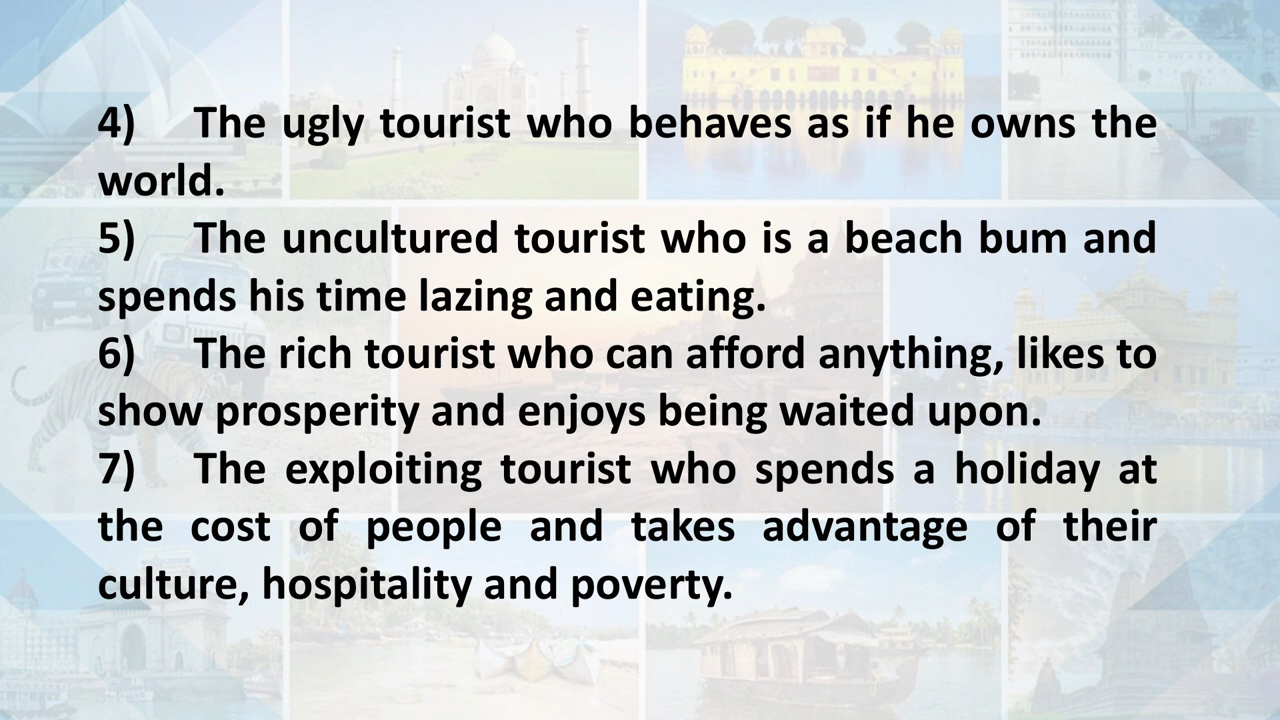 4) The ugly tourist who behaves as if he owns the
world.
5) The uncultured tourist who is a beach bum and
spends his time lazing and eating.
6) The rich tourist who can afford anything, likes to
show prosperity and enjoys being waited upon.
7) The exploiting tourist who spends a holiday at
the cost of people and takes advantage of their
culture, hospitality and poverty.